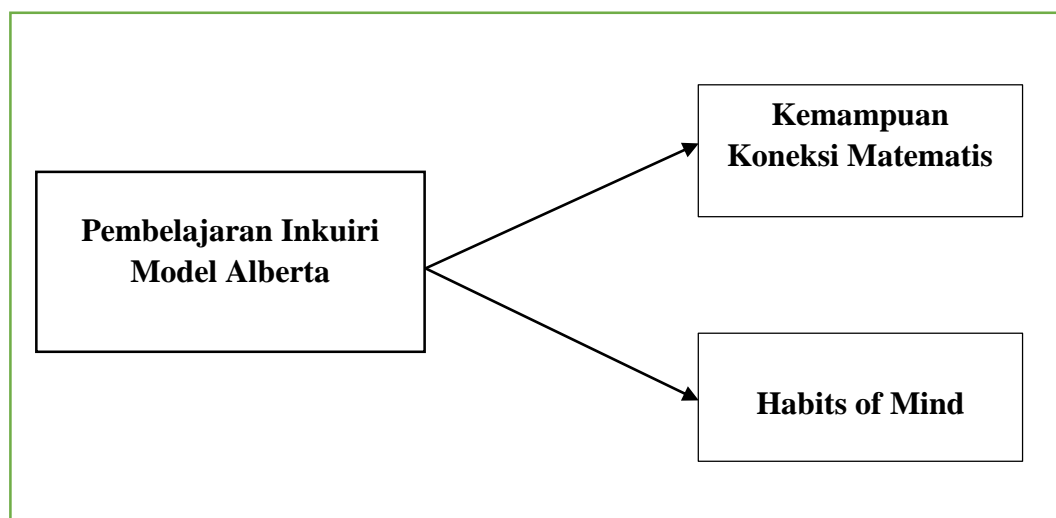 Pembelajaran Inkuiri
Model Alberta
Kemampuan
Koneksi Matematis
Habits of Mind